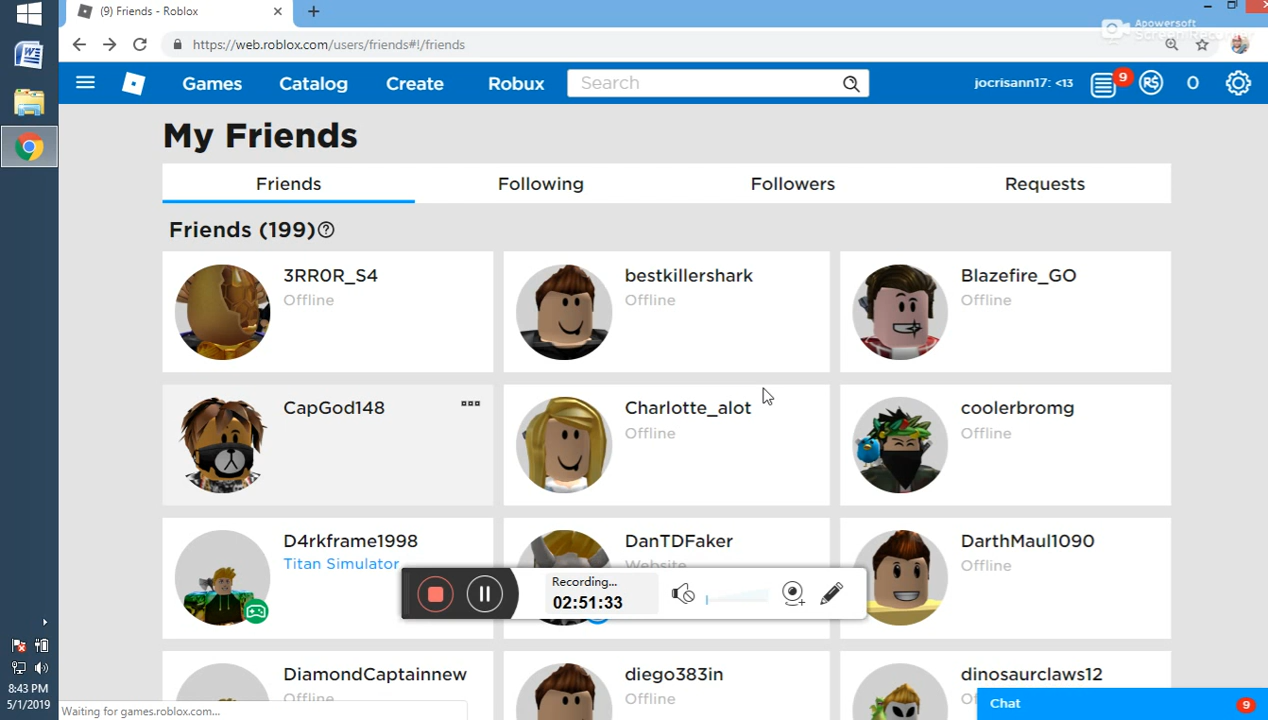 (9) Friends - Roblox
Apowersoft
Screen Recorder
https://web.roblox.com/users/friends#!/friends
Games Catalog Create Robux Search jocrisann17: <13 9 R$ 0
My Friends
Friends Following Followers Requests
Friends (199)
3RR0R_S4 bestkillershark Blazefire_GO
Offline Offline Offline
CapGod148 Charlotte_alot coolerbromg
Offline Offline
D4rkframe1998 DanTDFaker DarthMaul1090
Titan Simulator Website Offline
Recording...
02:51:33
DiamondCaptainnew diego383in dinosaurclaws12
Offline Offline
Chat 9
8:43 PM
5/1/2019
Waiting for games.roblox.com...